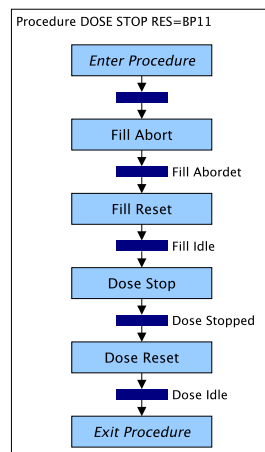 Procedure DOSE STOP RES=BP11
Enter Procedure
Fill Abort
Fill Abordet
Fill Reset
Fill Idle
Dose Stop
Dose Stopped
Dose Reset
Dose Idle
Exit Procedure